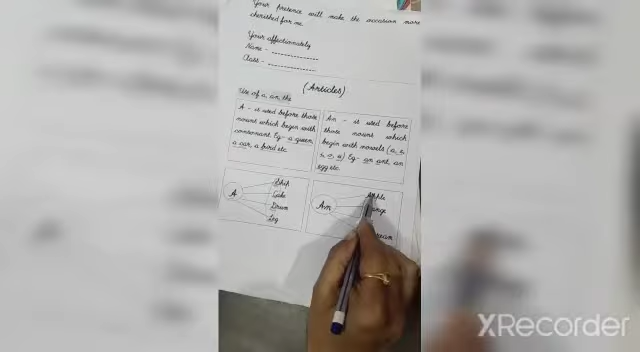 Your presence will make the occasion more
cherished for me.
Your affectionately
Name -
Class -
(Articles)
Use of a, an, the
A - it used before those
nouns which begin with
consonant. Eg - a queen,
a car, a bird etc.
An - it used before
those nouns which
begin with vowels (a, e,
i, o, u) Eg - an ant, an
egg etc.
A
Ship
Cake
Drum
Leg
An
Apple
XRecorder